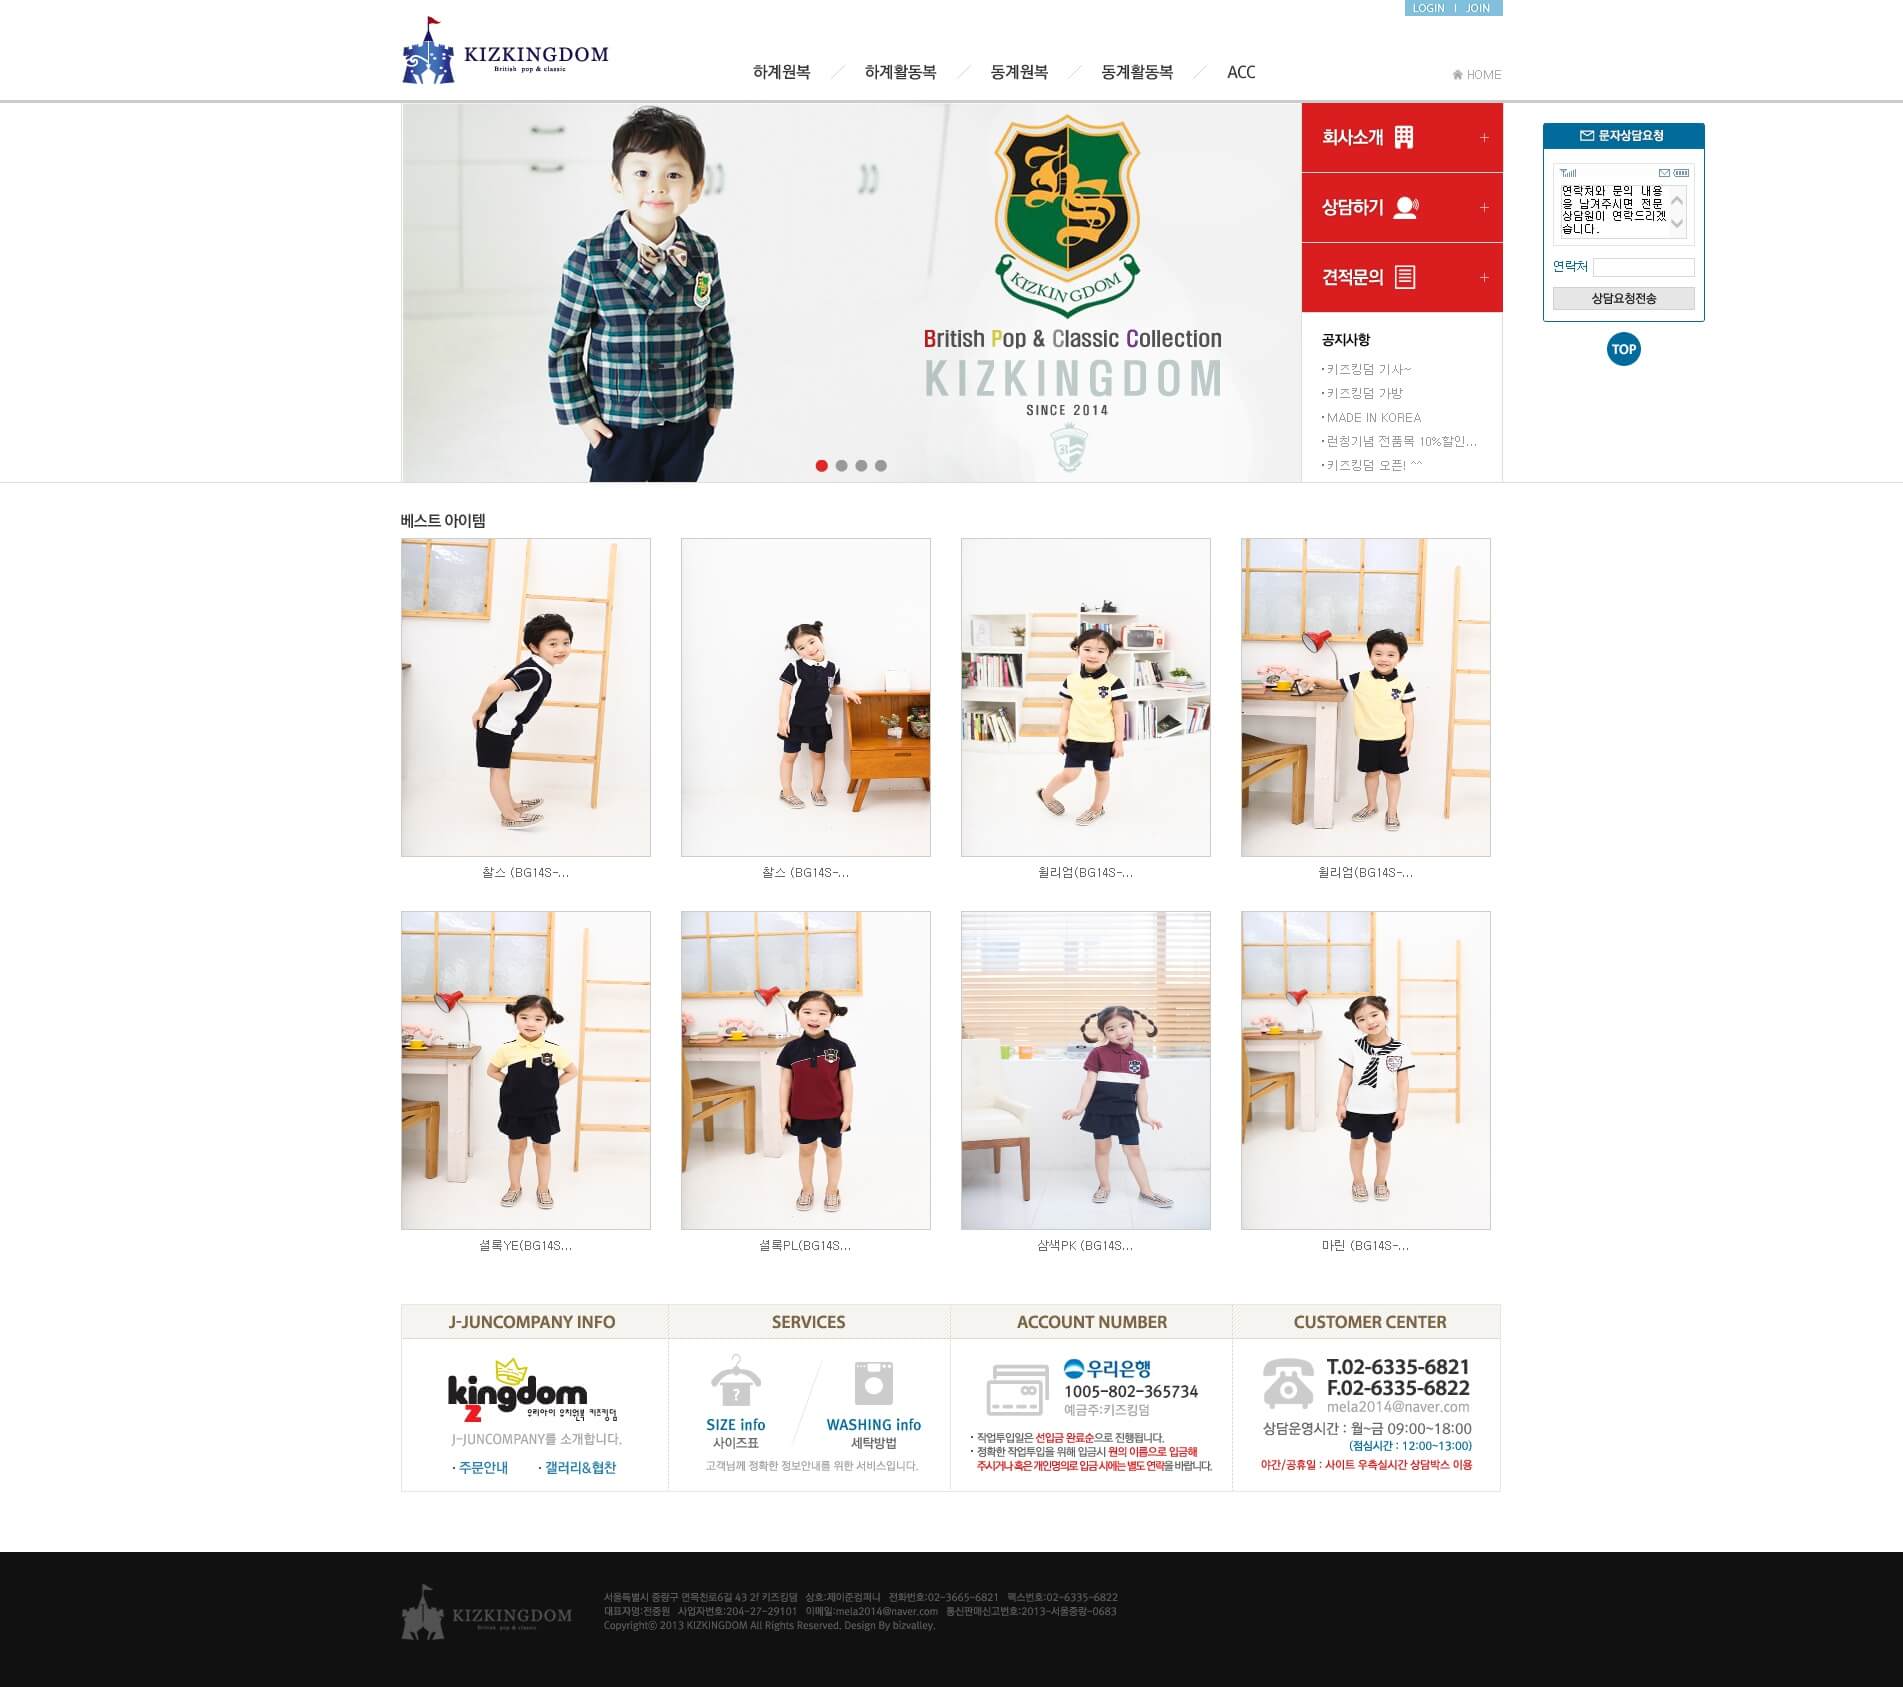 LOGIN | JOIN
KIZKINGDOM
British pop & classic
하계원복
하계활동복
동계원복
동계활동복
ACC
HOME
KIZKINGDOM
British Pop & Classic Collection
KIZKINGDOM
SINCE 2014
회사소개 +
상담하기 +
견적문의 +
공지사항
키즈킹덤 기사~
키즈킹덤 가방
MADE IN KOREA
런칭기념 전품목 10%할인...
키즈킹덤 오픈! ^^
문자상담요청
연락처와 문의 내용
을 남겨주시면 전문
상담원이 연락드리겠
습니다.
연락처
상담요청전송
TOP
베스트 아이템
찰스 (BG14S-...
찰스 (BG14S-...
윌리엄(BG14S-...
윌리엄(BG14S-...
셜록YE(BG14S...
셜록PL(BG14S...
삼색PK (BG14S...
마린 (BG14S-...
J-JUNCOMPANY INFO
kingdom
z 우리아이 유치원복 키즈킹덤
J-JUNCOMPANY를 소개합니다.
· 주문안내 · 갤러리&협찬
SERVICES
?
SIZE info
사이즈표
WASHING info
세탁방법
고객님께 정확한 정보안내를 위한 서비스입니다.
ACCOUNT NUMBER
우리은행
1005-802-365734
예금주:키즈킹덤
· 작업투입일은 선입금 완료순으로 진행됩니다.
· 정확한 작업투입을 위해 입금시 원의 이름으로 입금해
주시거나 혹은 개인명의로 입금 시에는 별도 연락을 바랍니다.
CUSTOMER CENTER
T.02-6335-6821
F.02-6335-6822
mela2014@naver.com
상담운영시간 : 월~금 09:00~18:00
(점심시간 : 12:00~13:00)
야간/공휴일 : 사이트 우측실시간 상담박스 이용
KIZKINGDOM
British pop & classic
서울특별시 중랑구 면목천로6길 43 2f 키즈킹덤 상호:제이준컴퍼니 전화번호:02-3665-6821 팩스번호:02-6335-6822
대표자명:전중원 사업자번호:204-27-29101 이메일:mela2014@naver.com 통신판매신고번호:2013-서울중랑-0683
Copyright© 2013 KIZKINGDOM All Rights Reserved. Design By bizvalley.